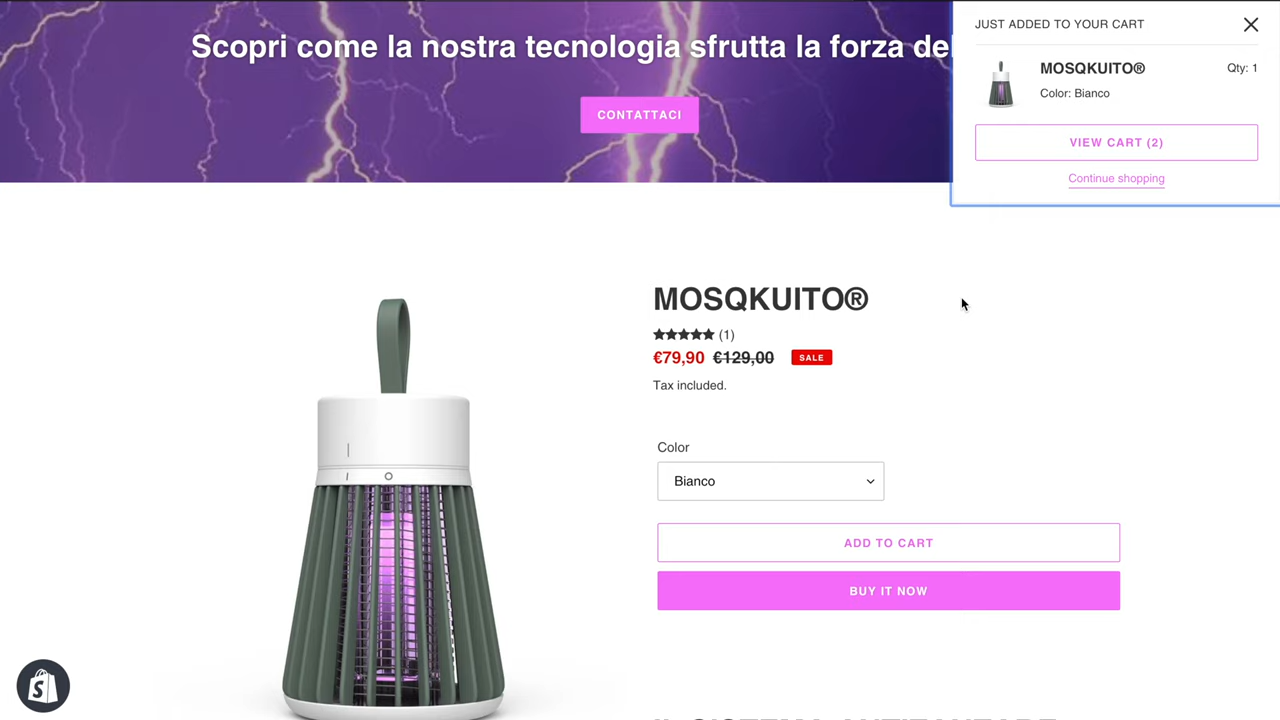 Scopri come la nostra tecnologia sfrutta la forza de
CONTATTACI
JUST ADDED TO YOUR CART
MOSQKUITO®
Qty: 1
Color: Bianco
VIEW CART (2)
Continue shopping
MOSQKUITO®
(1)
€79,90 €129,00 SALE
Tax included.
Color
Bianco
ADD TO CART
BUY IT NOW